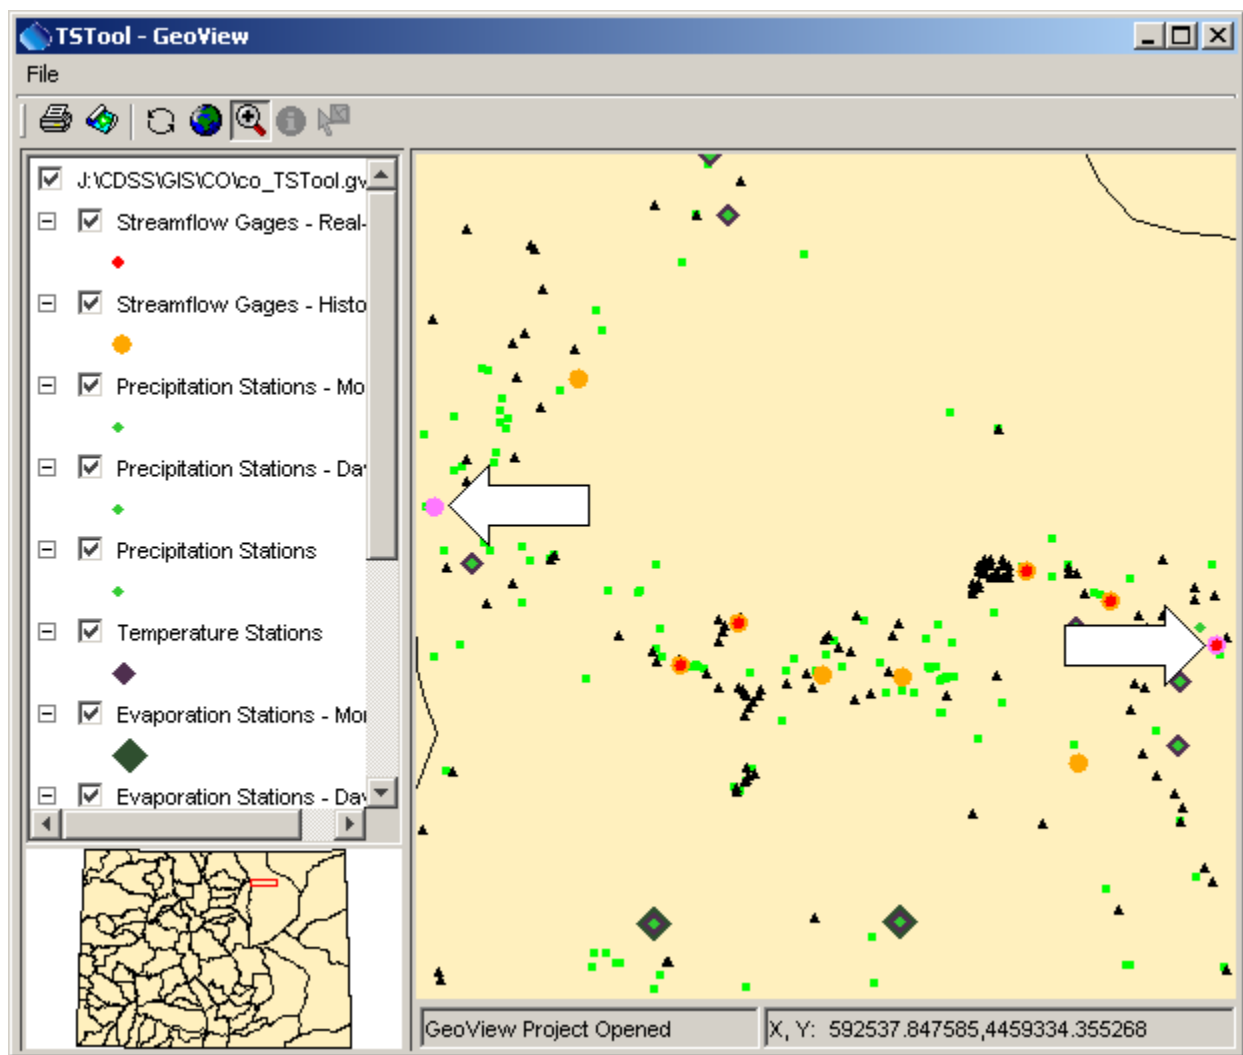 TSTool - GeoView
File
J:\CDSS\GIS\CO\co_TSTool.gv
Streamflow Gages - Real-
Streamflow Gages - Histo
Precipitation Stations - Mo
Precipitation Stations - Da
Precipitation Stations
Temperature Stations
Evaporation Stations - Mo
Evaporation Stations - Da
GeoView Project Opened
X, Y: 592537.847585,4459334.355268